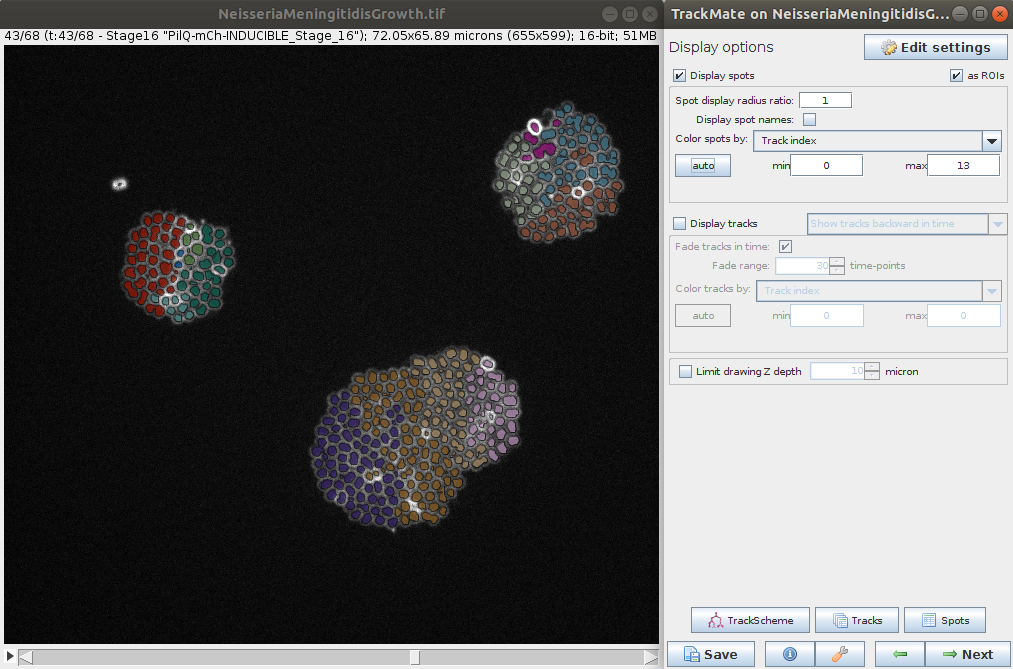 NeisseriaMeningitidisGrowth.tif
43/68 (t:43/68 - Stage16 "PilQ-mCh-INDUCIBLE_Stage_16"); 72.05x65.89 microns (655x599); 16-bit; 51MB
TrackMate on NeisseriaMeningitidisG...
Display options
Edit settings
Display spots
as ROIs
Spot display radius ratio: 1
Display spot names:
Color spots by: Track index
auto min 0 max 13
Display tracks Show tracks backward in time
Fade tracks in time:
Fade range: 30 time-points
Color tracks by: Track index
auto min 0 max 0
Limit drawing Z depth 10 micron
TrackScheme Tracks Spots
Save Next